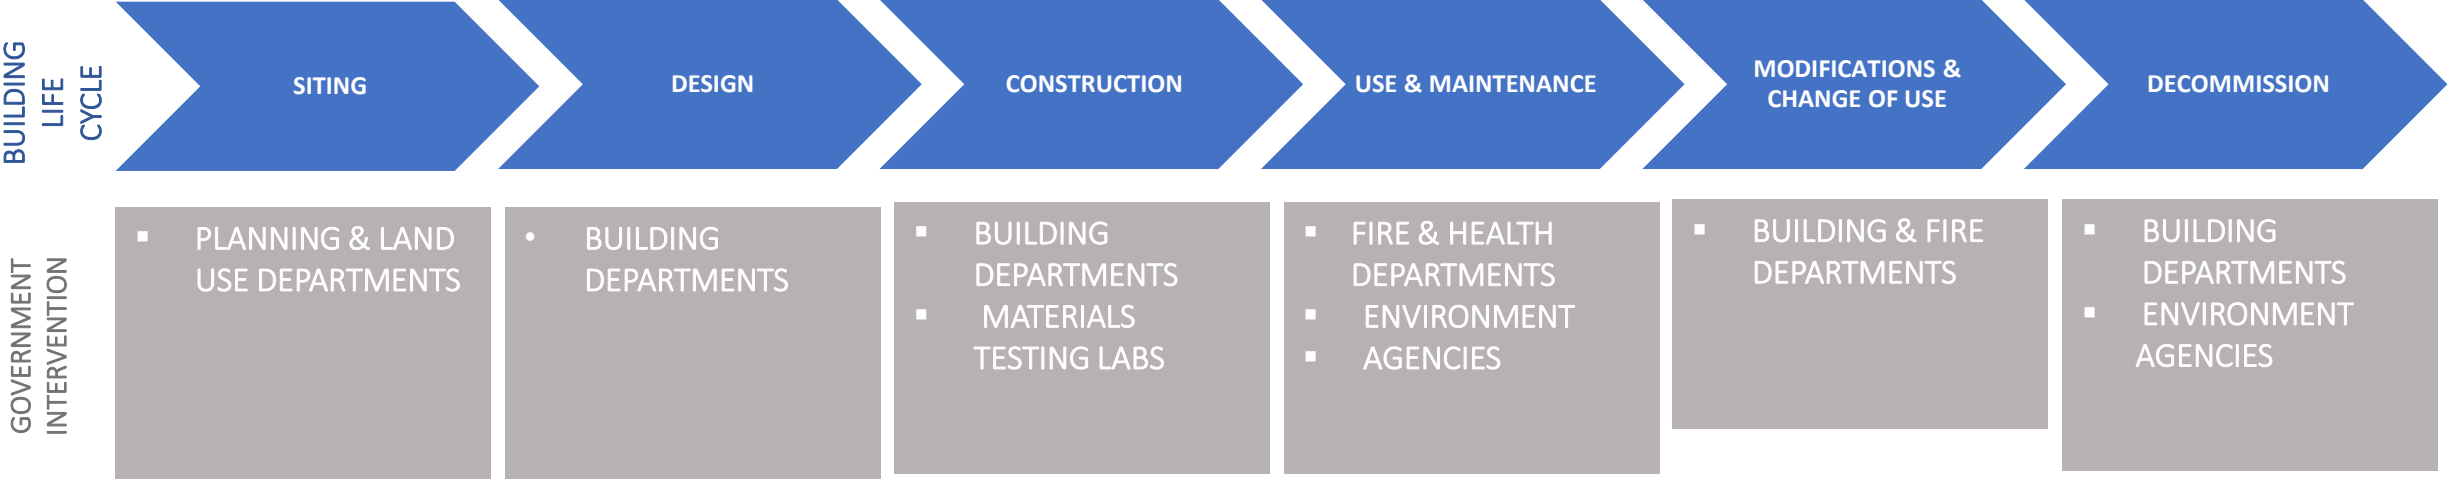 BUILDING
LIFE
CYCLE
SITING
DESIGN
CONSTRUCTION
USE & MAINTENANCE
MODIFICATIONS &
CHANGE OF USE
DECOMMISSION
GOVERNMENT
INTERVENTION
▪ PLANNING & LAND
USE DEPARTMENTS
• BUILDING
DEPARTMENTS
▪ BUILDING
DEPARTMENTS
▪ MATERIALS
TESTING LABS
▪ FIRE & HEALTH
DEPARTMENTS
▪ ENVIRONMENT
▪ AGENCIES
▪ BUILDING & FIRE
DEPARTMENTS
▪ BUILDING
DEPARTMENTS
▪ ENVIRONMENT
AGENCIES